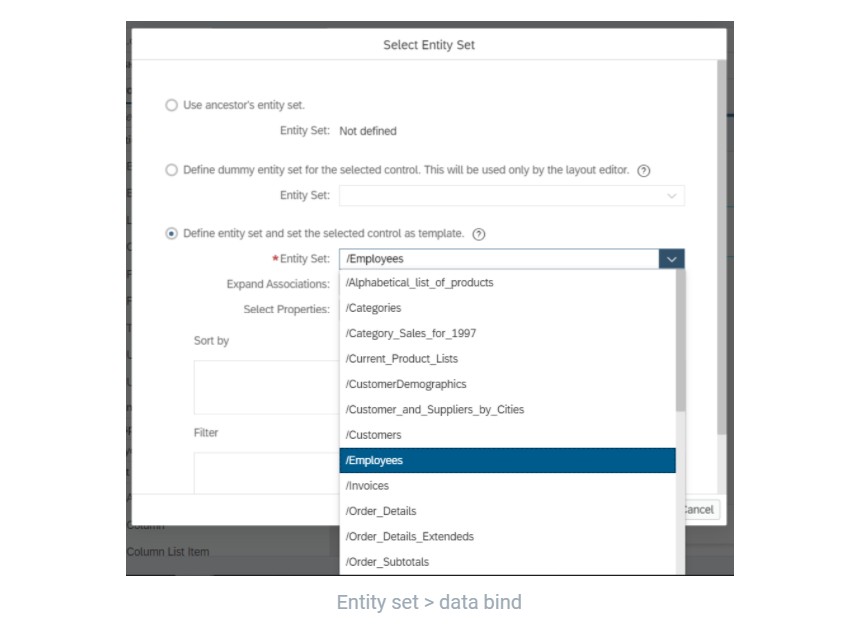 Select Entity Set
Use ancestor's entity set.
Entity Set: Not defined
Define dummy entity set for the selected control. This will be used only by the layout editor. ?
Entity Set:
Define entity set and set the selected control as template. ?
*Entity Set: /Employees
Expand Associations:
Select Properties:
/Alphabetical_list_of_products
/Categories
/Category_Sales_for_1997
/Current_Product_Lists
/CustomerDemographics
/Customer_and_Suppliers_by_Cities
/Customers
/Employees
/Invoices
/Order_Details
/Order_Details_Extendeds
/Order_Subtotals
Sort by
Filter
Cancel
Column
Column List Item
Entity set > data bind